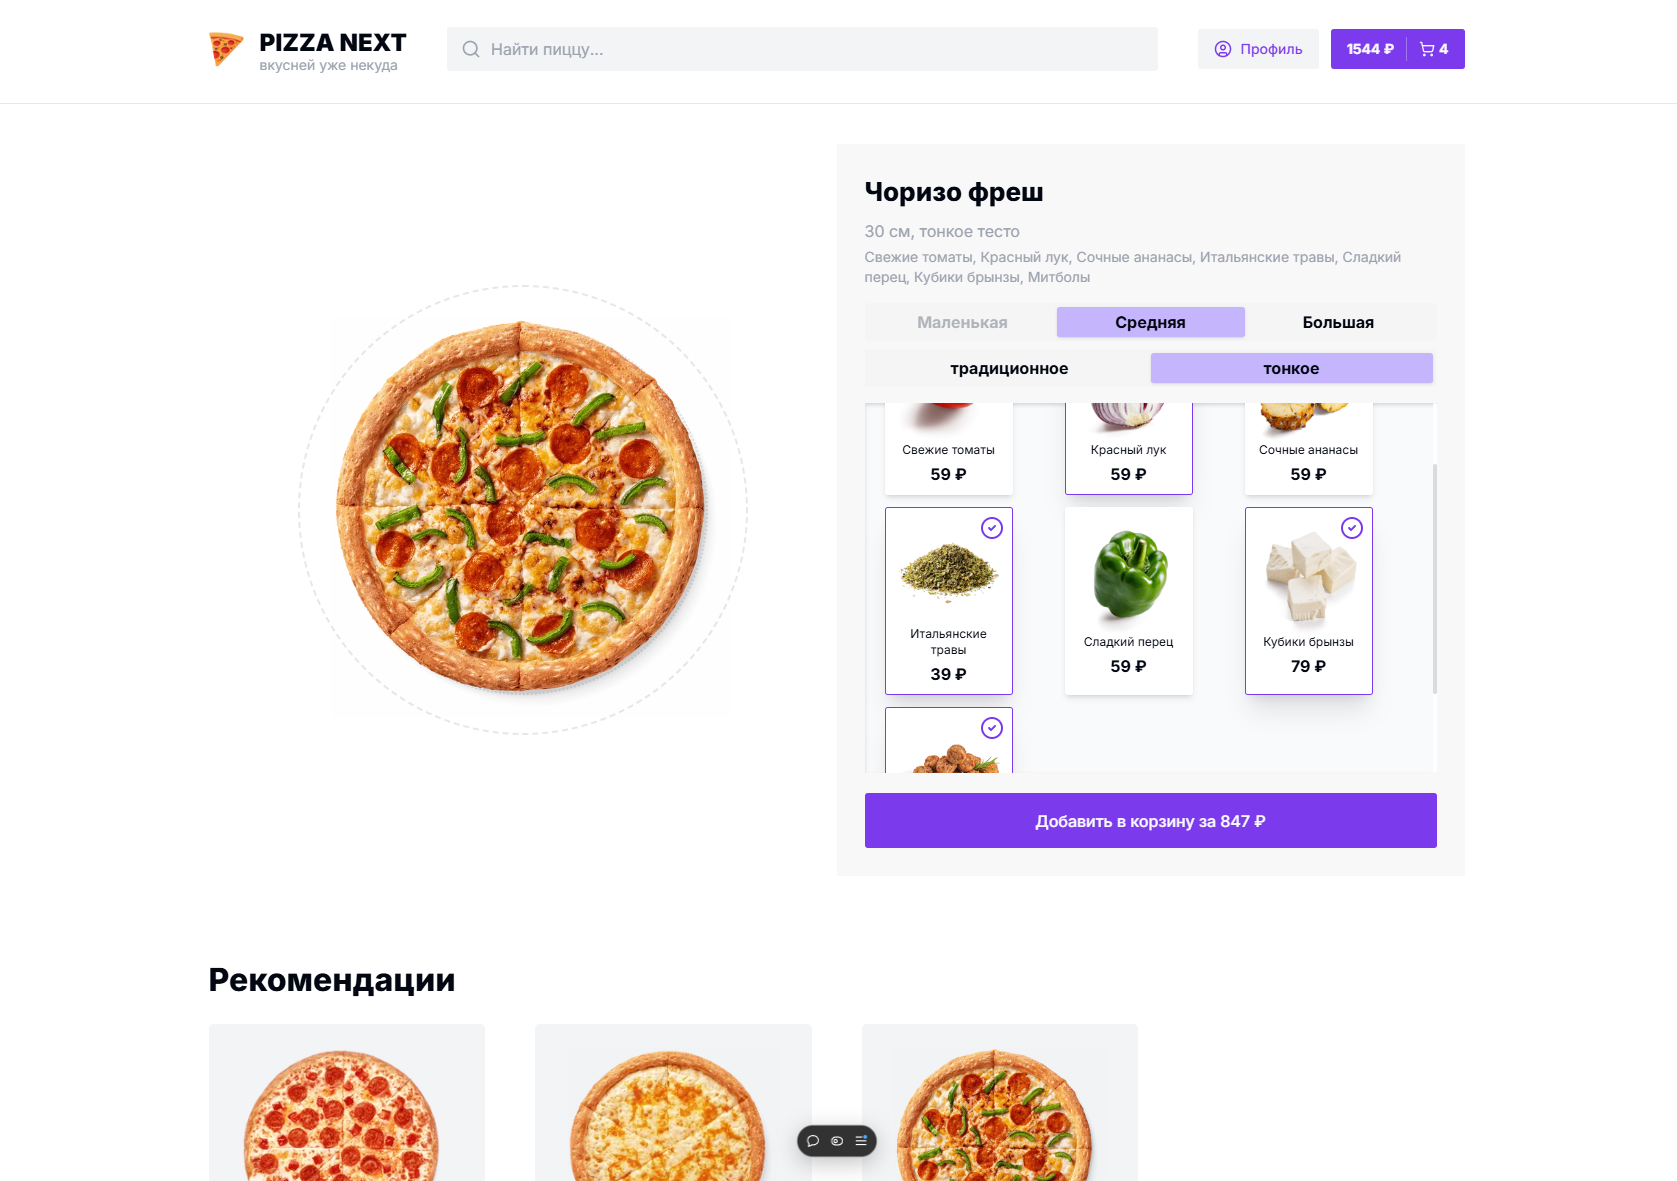 PIZZA NEXT
вкусней уже некуда
Найти пиццу...
Профиль
1544 ₽
4
Чоризо фреш
30 см, тонкое тесто
Свежие томаты, Красный лук, Сочные ананасы, Итальянские травы, Сладкий
перец, Кубики брынзы, Митболы
Маленькая
Средняя
Большая
традиционное
тонкое
Свежие томаты
59 ₽
Красный лук
59 ₽
Сочные ананасы
59 ₽
Итальянские
травы
39 ₽
Сладкий перец
59 ₽
Кубики брынзы
79 ₽
Добавить в корзину за 847 ₽
Рекомендации